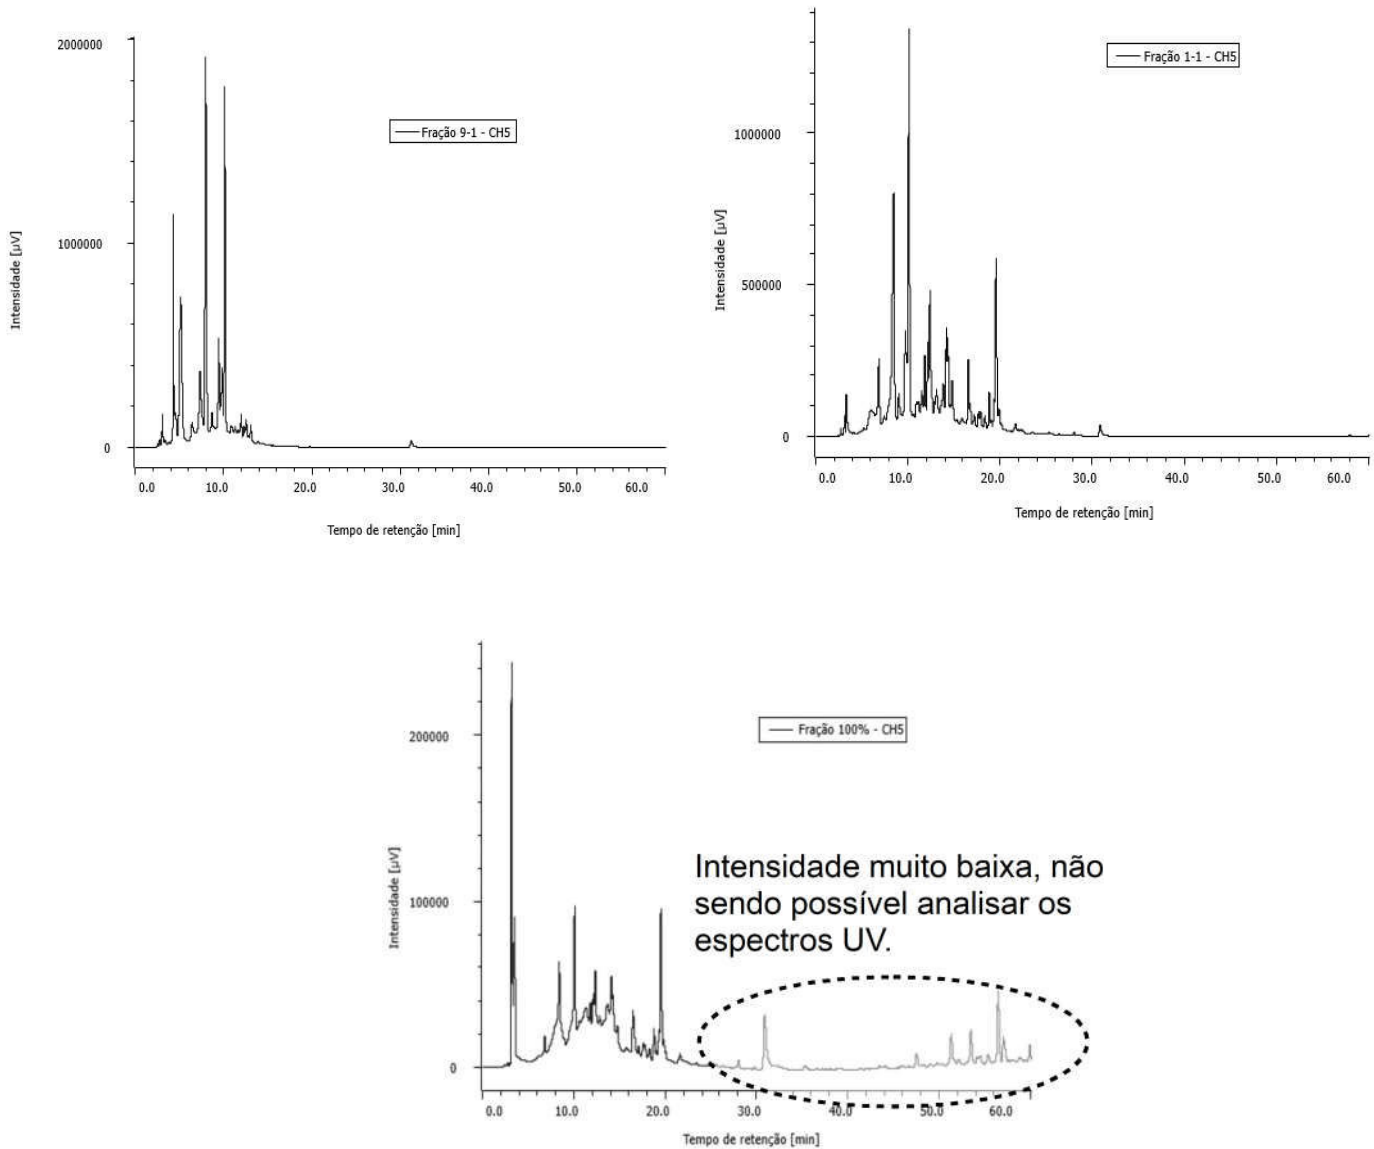 2000000
1000000
0
Intensidade [µV]
Fração 9-1 - CH5
0.0 10.0 20.0 30.0 40.0 50.0 60.0
Tempo de retenção [min]
1000000
500000
0
Intensidade [µV]
Fração 1-1 - CH5
0.0 10.0 20.0 30.0 40.0 50.0 60.0
Tempo de retenção [min]
200000
100000
0
Intensidade [µV]
Fração 100% - CH5
Intensidade muito baixa, não
sendo possível analisar os
espectros UV.
0.0 10.0 20.0 30.0 40.0 50.0 60.0
Tempo de retenção [min]